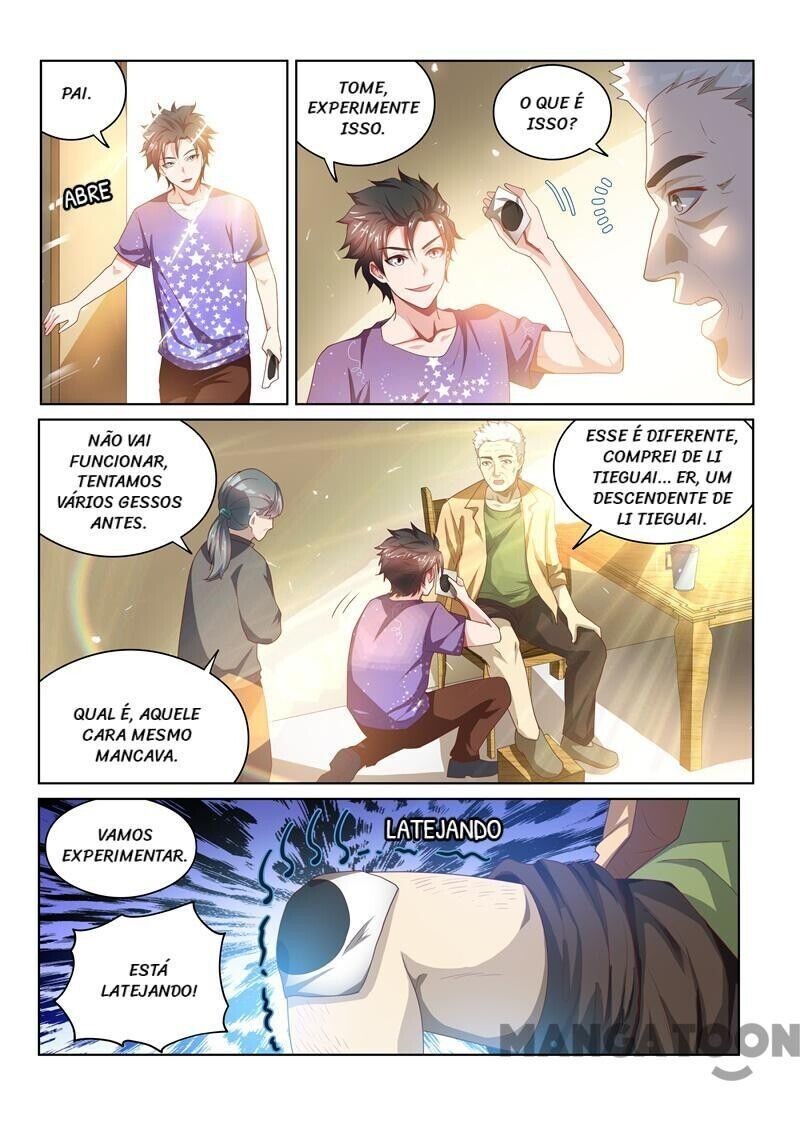 PAI.
ABRE
TOME,
EXPERIMENTE
ISSO.
O QUE É
ISSO?
NÃO VAI
FUNCIONAR,
TENTAMOS
VÁRIOS GESSOS
ANTES.
ESSE É DIFERENTE,
COMPREI DE LI
TIEGUAI... ER, UM
DESCENDENTE DE
LI TIEGUAI.
QUAL É, AQUELE
CARA MESMO
MANCAVA.
VAMOS
EXPERIMENTAR.
LATEJANDO
ESTÁ
LATEJANDO!
MANGATOON